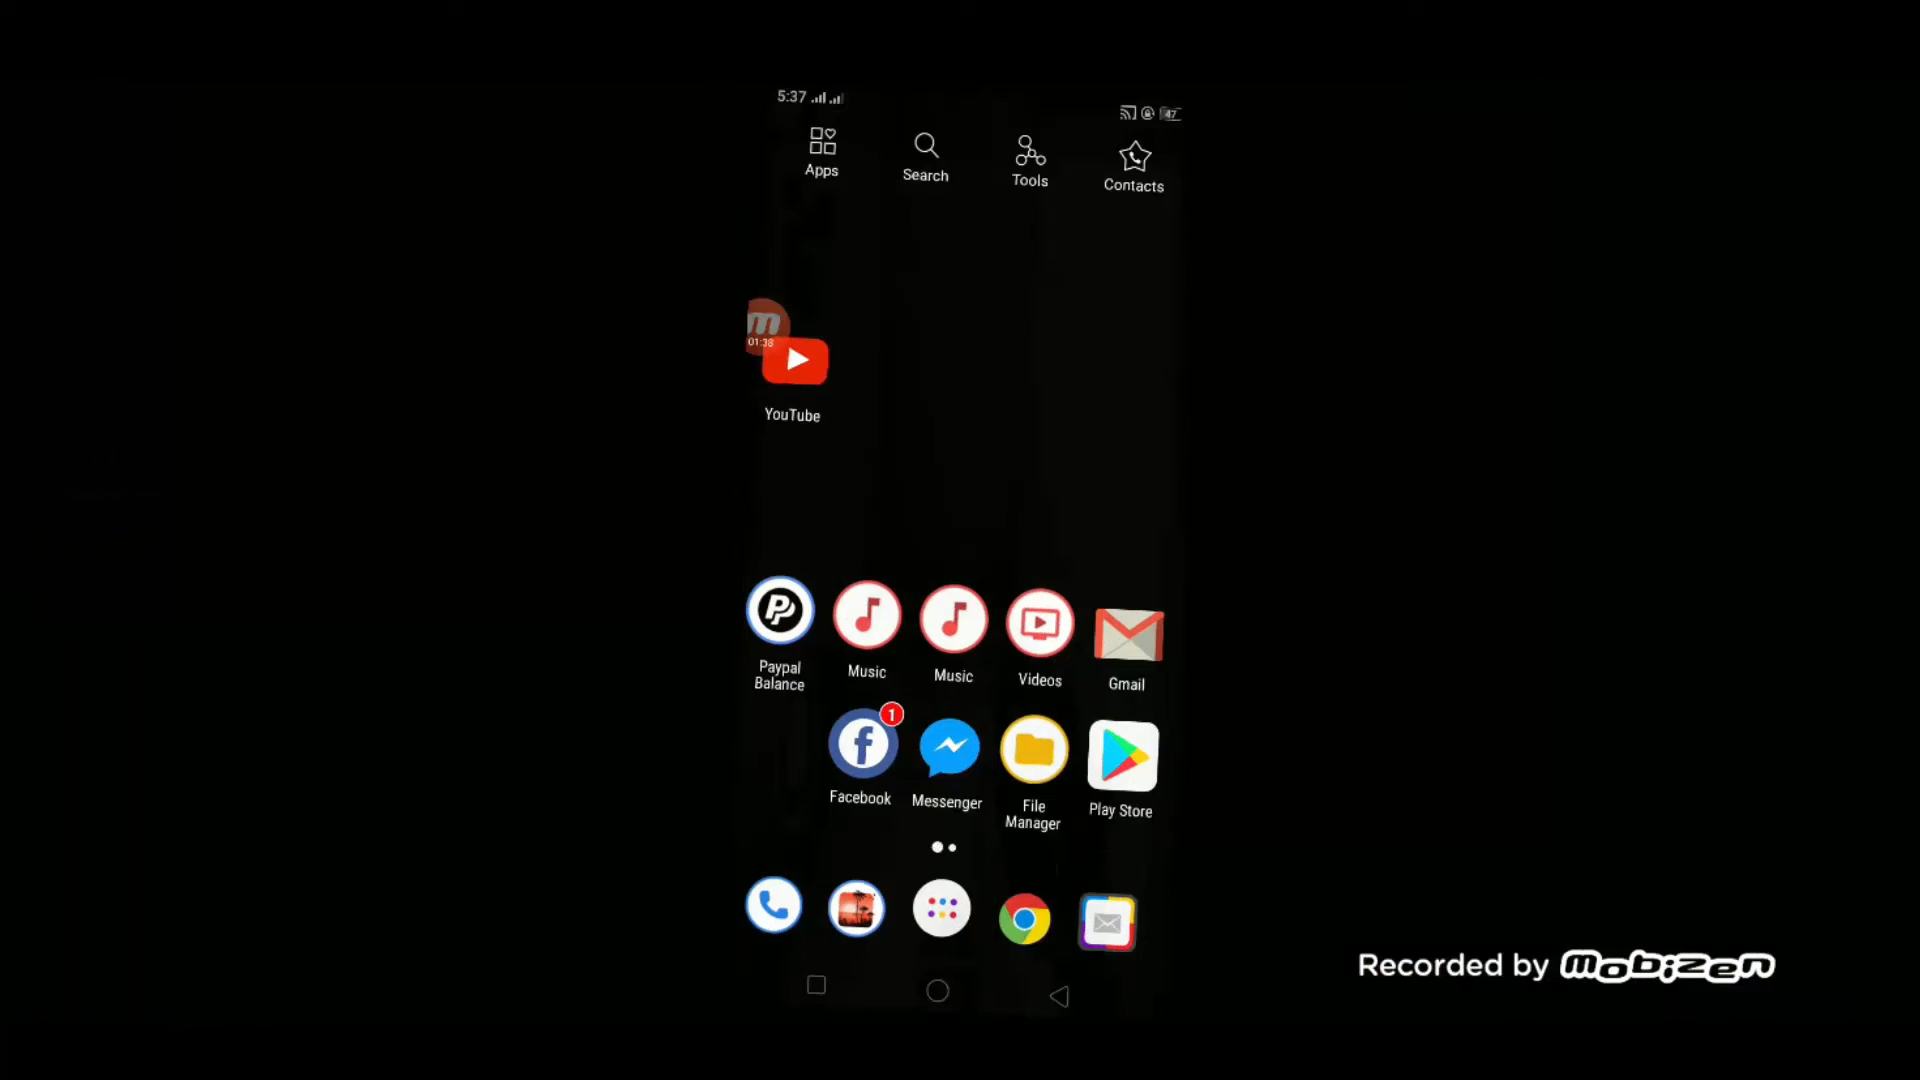 5:37
47
Apps
Search
Tools
Contacts
m
01:38
YouTube
Paypal
Balance
Music
Music
Videos
Gmail
1
Facebook
Messenger
File
Manager
Play Store
Recorded by mobizen